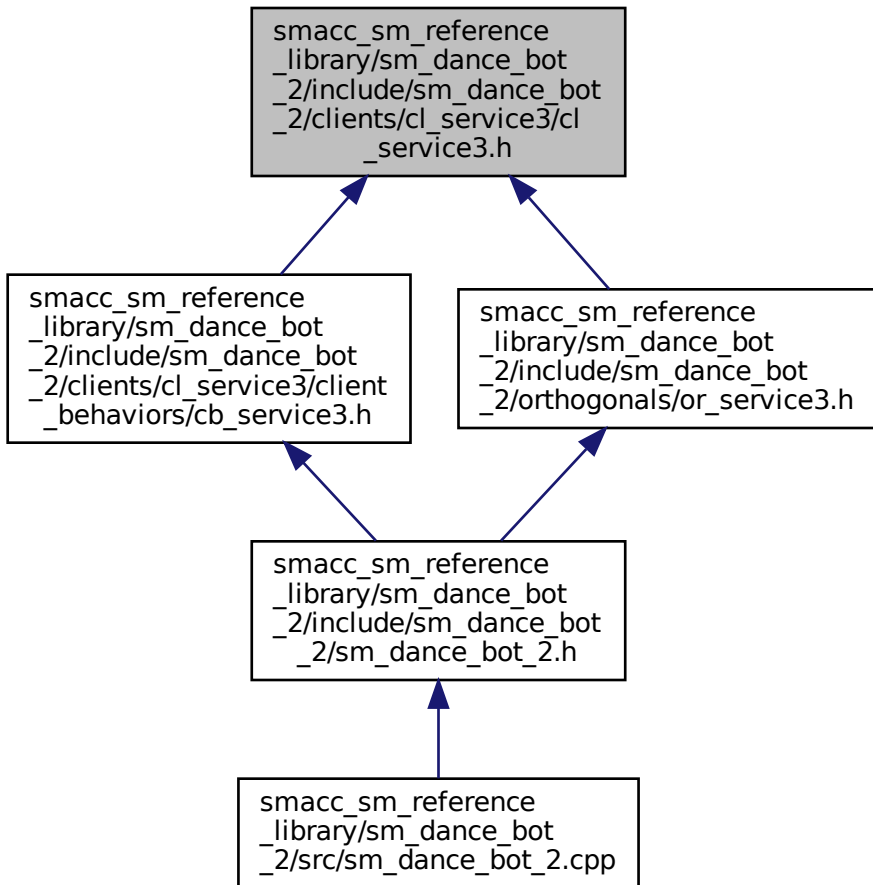 smacc_sm_reference
_library/sm_dance_bot
_2/include/sm_dance_bot
_2/clients/cl_service3/cl
_service3.h
smacc_sm_reference
_library/sm_dance_bot
_2/include/sm_dance_bot
_2/clients/cl_service3/client
_behaviors/cb_service3.h
smacc_sm_reference
_library/sm_dance_bot
_2/include/sm_dance_bot
_2/orthogonals/or_service3.h
smacc_sm_reference
_library/sm_dance_bot
_2/include/sm_dance_bot
_2/sm_dance_bot_2.h
smacc_sm_reference
_library/sm_dance_bot
_2/src/sm_dance_bot_2.cpp